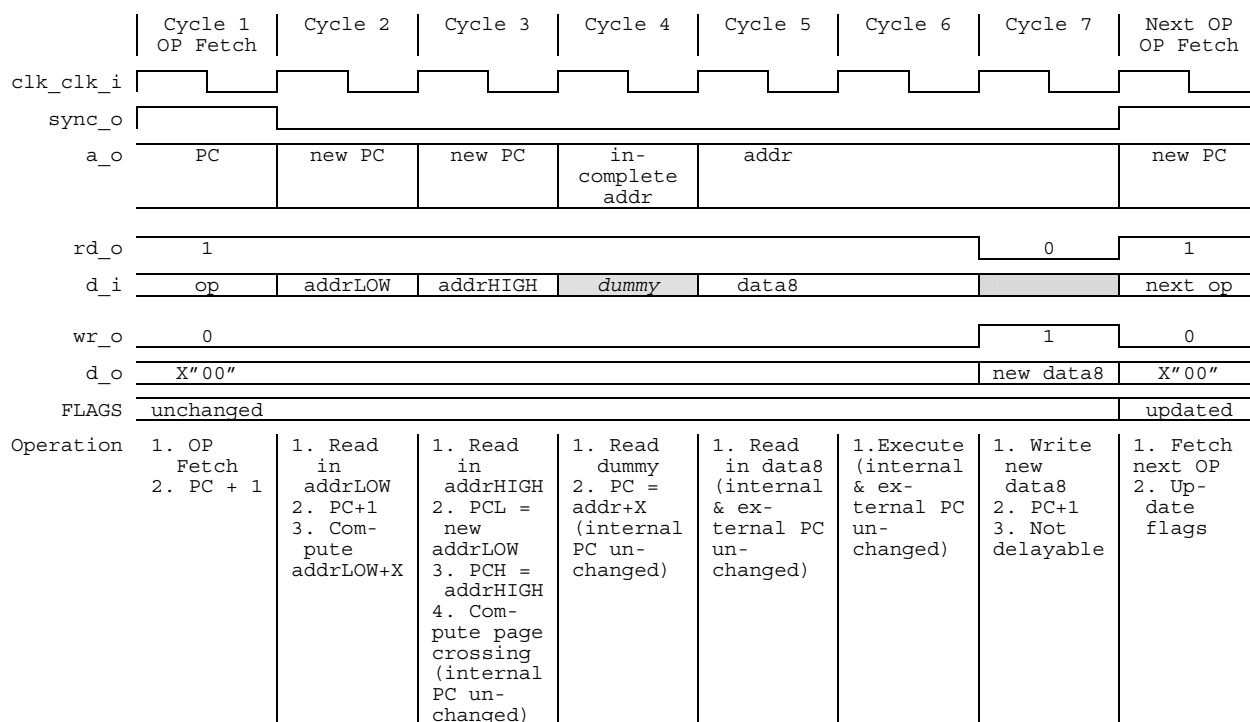 Cycle 1 Cycle 2 Cycle 3 Cycle 4 Cycle 5 Cycle 6 Cycle 7 Next OP
OP Fetch OP Fetch
clk_clk_i
sync_o
a_o PC new PC new PC in- addr new PC
complete
addr
rd_o 1 0 1
d_i op addrLOW addrHIGH dummy data8 next op
wr_o 0 1 0
d_o X"00" new data8 X"00"
FLAGS unchanged updated
Operation
1. OP
Fetch
2. PC + 1
1. Read
in
addrLOW
2. PC+1
3. Com-
pute
addrLOW+X
1. Read
in
addrHIGH
2. PCL =
new
addrLOW
3. PCH =
addrHIGH
4. Com-
pute page
crossing
(internal
PC un-
changed)
1. Read
dummy
2. PC =
addr+X
(internal
PC un-
changed)
1. Read
in data8
(internal
& ex-
ternal PC
un-
changed)
1.Execute
(internal
& ex-
ternal PC
un-
changed)
1. Write
new
data8
2. PC+1
3. Not
delayable
1. Fetch
next OP
2. Up-
date
flags